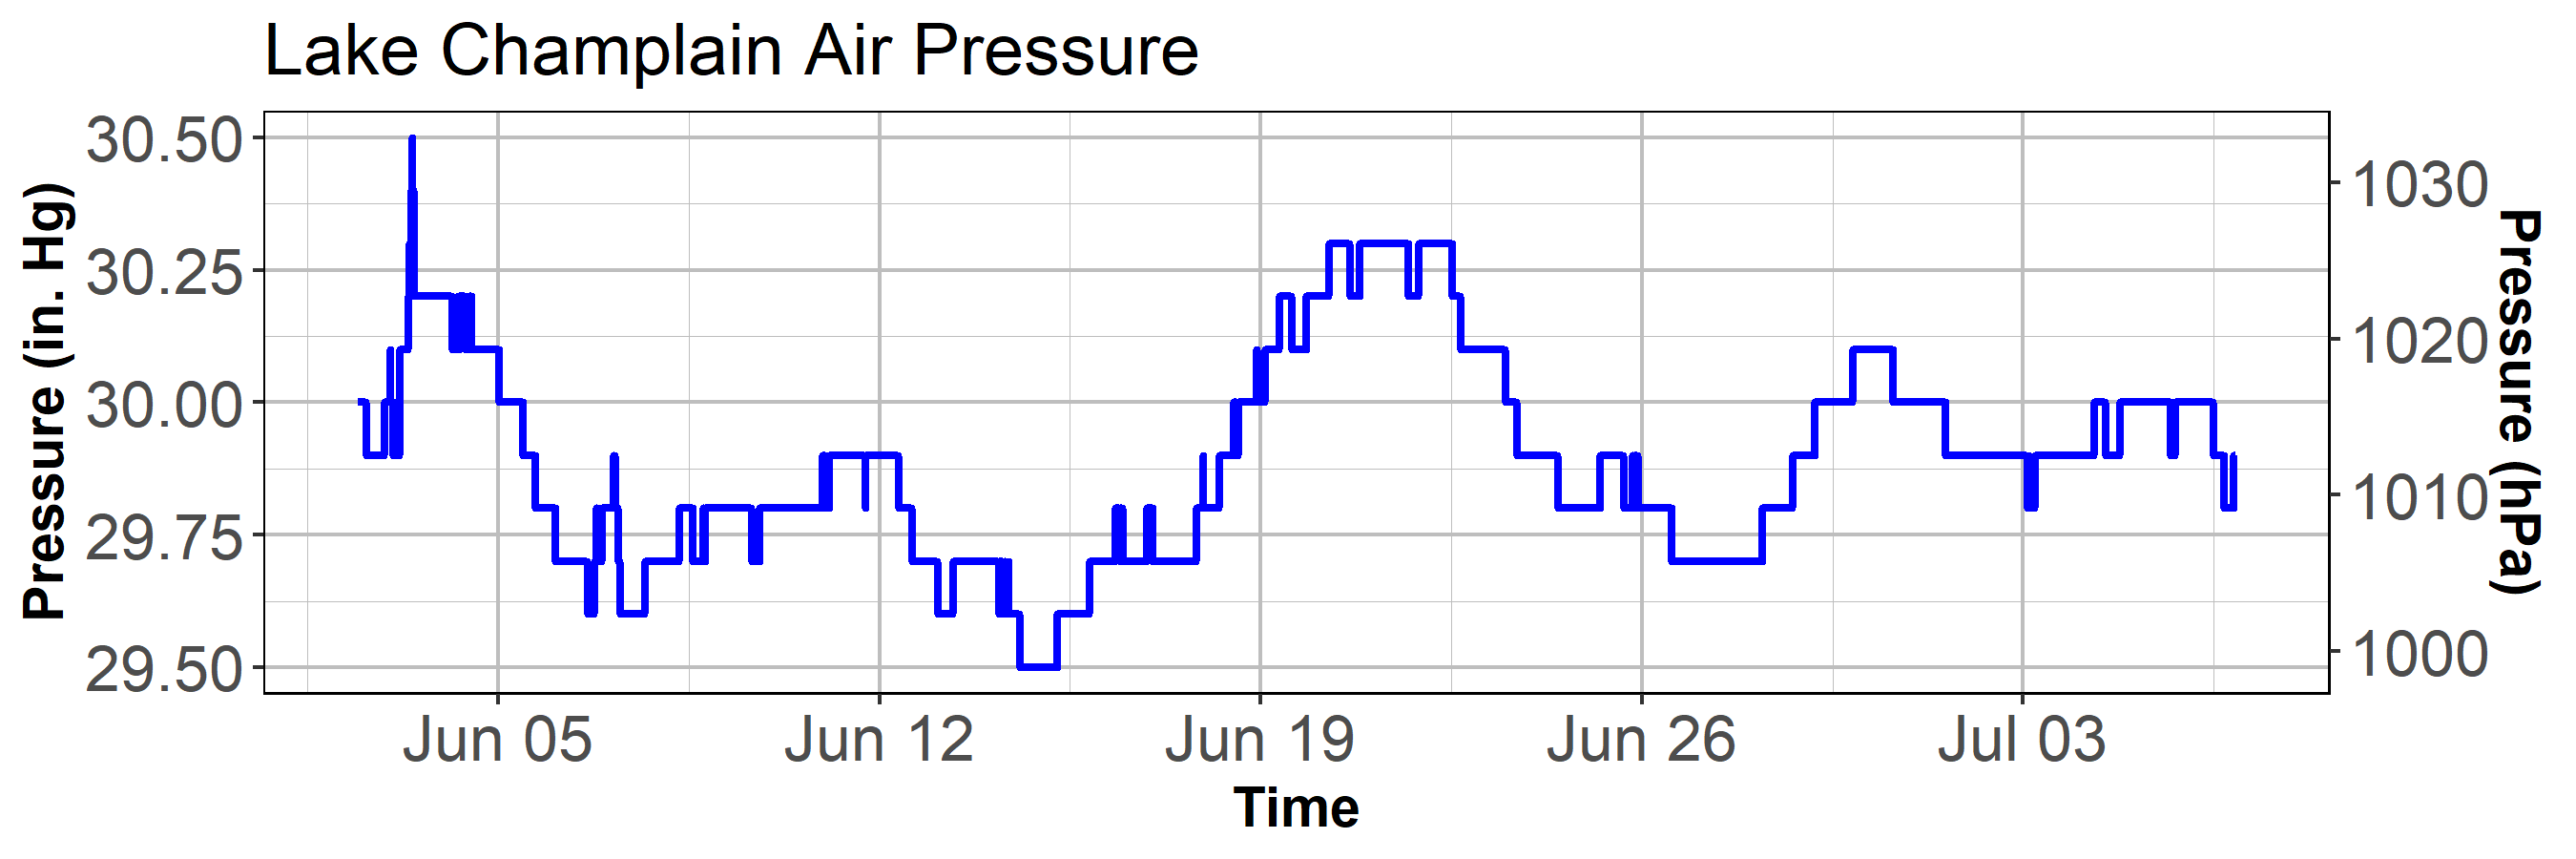 Lake Champlain Air Pressure
Pressure (in. Hg)
30.50
30.25
30.00
29.75
29.50
1030
1020
1010
1000
Pressure (hPa)
Jun 05 Jun 12 Jun 19 Jun 26 Jul 03
Time